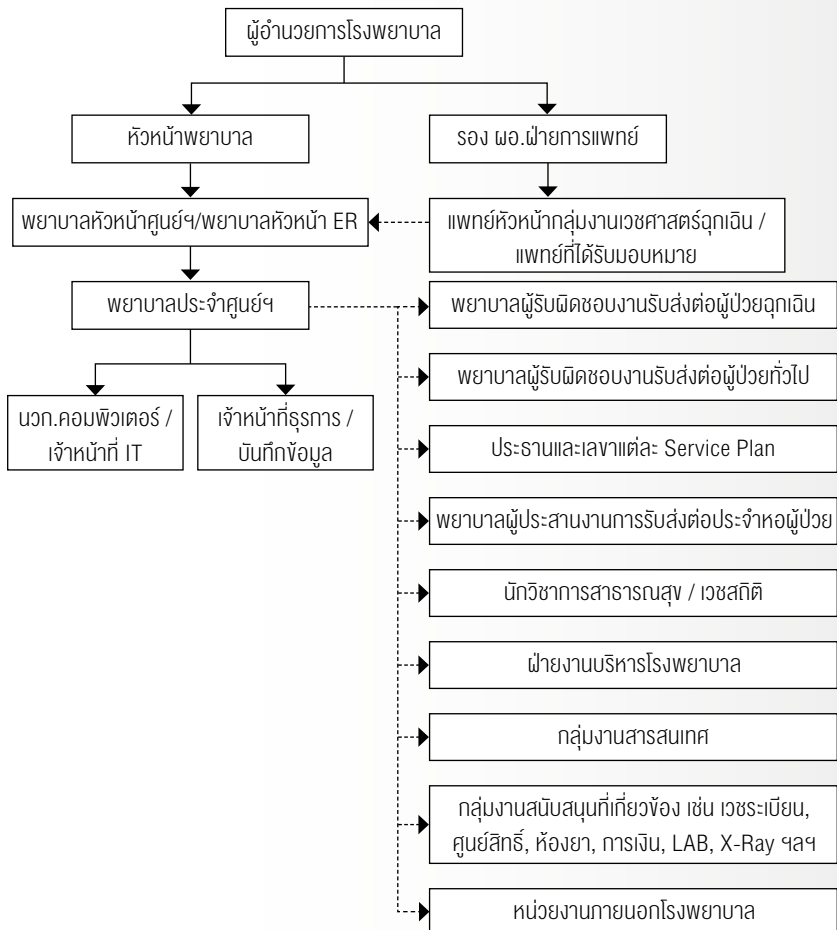 ผู้อำนวยการโรงพยาบาล
หัวหน้าพยาบาล
รอง ผอ.ฝ่ายการแพทย์
พยาบาลหัวหน้าศูนย์ฯ/พยาบาลหัวหน้า ER
แพทย์หัวหน้ากลุ่มงานเวชศาสตร์ฉุกเฉิน /
แพทย์ที่ได้รับมอบหมาย
พยาบาลประจำศูนย์ฯ
พยาบาลผู้รับผิดชอบงานรับส่งต่อผู้ป่วยฉุกเฉิน
พยาบาลผู้รับผิดชอบงานรับส่งต่อผู้ป่วยทั่วไป
นวก.คอมพิวเตอร์ /
เจ้าหน้าที่ IT
เจ้าหน้าที่ธุรการ /
บันทึกข้อมูล
ประธานและเลขาแต่ละ Service Plan
พยาบาลผู้ประสานงานการรับส่งต่อประจำหอผู้ป่วย
นักวิชาการสาธารณสุข / เวชสถิติ
ฝ่ายงานบริหารโรงพยาบาล
กลุ่มงานสารสนเทศ
กลุ่มงานสนับสนุนที่เกี่ยวข้อง เช่น เวชระเบียน,
ศูนย์สิทธิ์, ห้องยา, การเงิน, LAB, X-Ray ฯลฯ
หน่วยงานภายนอกโรงพยาบาล